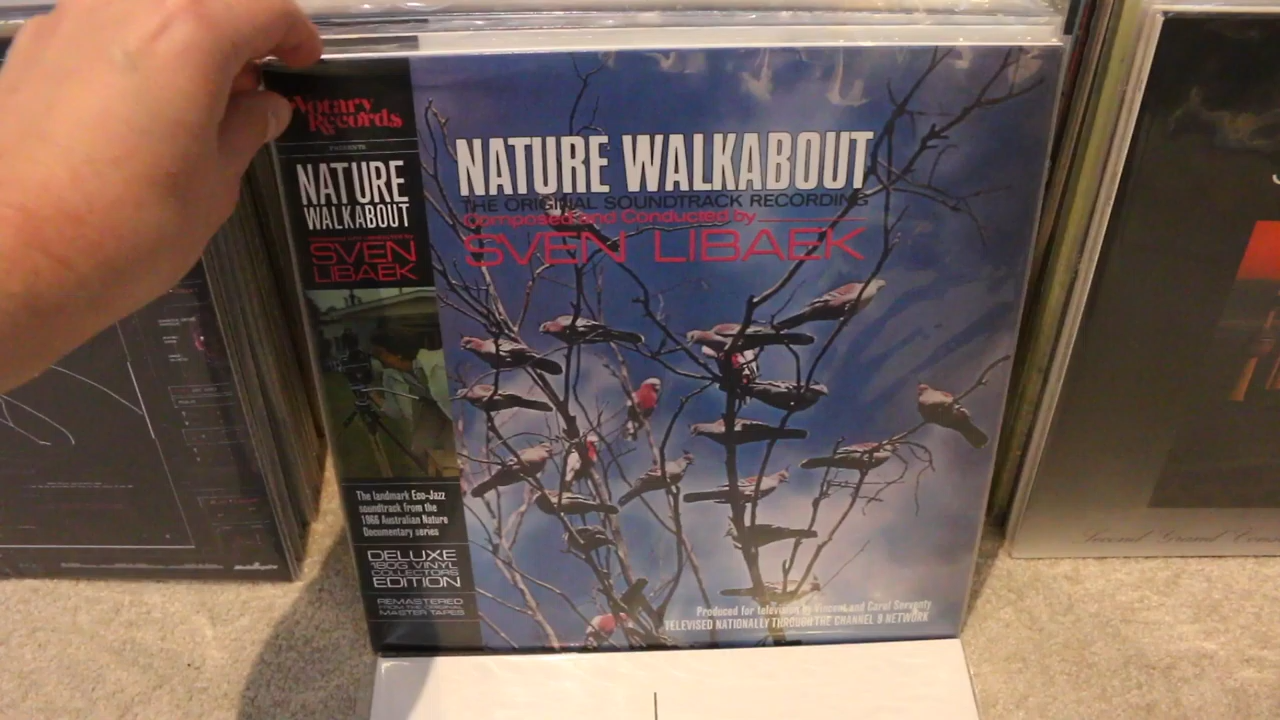 Votary
Records
PRESENTS
NATURE
WALKABOUT
SVEN
LIBAEK
The landmark Eco-Jazz
soundtrack from the
1966 Australian Nature
Documentary series
DELUXE
180G VINYL
COLLECTORS
EDITION
REMASTERED
FROM THE ORIGINAL
MASTER TAPES
NATURE WALKABOUT
THE ORIGINAL SOUNDTRACK RECORDING
Composed and Conducted by
SVEN LIBAEK
Produced for television by Vincent and Carol Serventy
TELEVISED NATIONALLY THROUGH THE CHANNEL 9 NETWORK
Second Grand